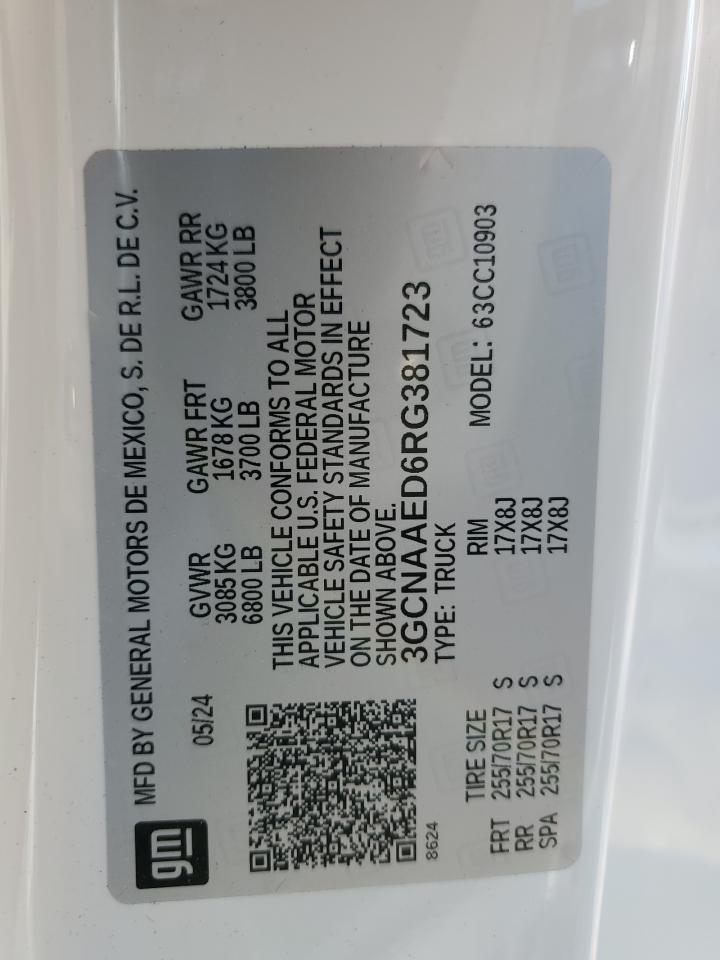 gm
MFD BY GENERAL MOTORS DE MEXICO, S. DE R.L. DE C.V.
05/24
GVWR GAWR FRT GAWR RR
3085 KG 1678 KG 1724 KG
6800 LB 3700 LB 3800 LB
THIS VEHICLE CONFORMS TO ALL
APPLICABLE U.S. FEDERAL MOTOR
VEHICLE SAFETY STANDARDS IN EFFECT
ON THE DATE OF MANUFACTURE
SHOWN ABOVE.
3GCNAAED6RG381723
TYPE: TRUCK
8624
TIRE SIZE RIM MODEL: 63CC10903
FRT 255/70R17 S 17X8J
RR 255/70R17 S 17X8J
SPA 255/70R17 S 17X8J